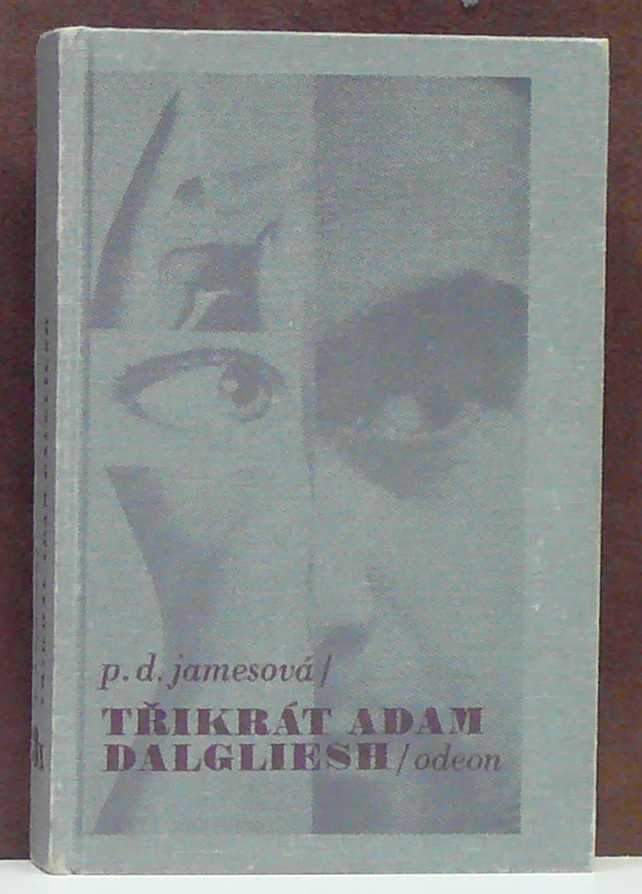 p. d. jamesová/
TŘIKRÁT ADAM
DALGLIESH/odeon